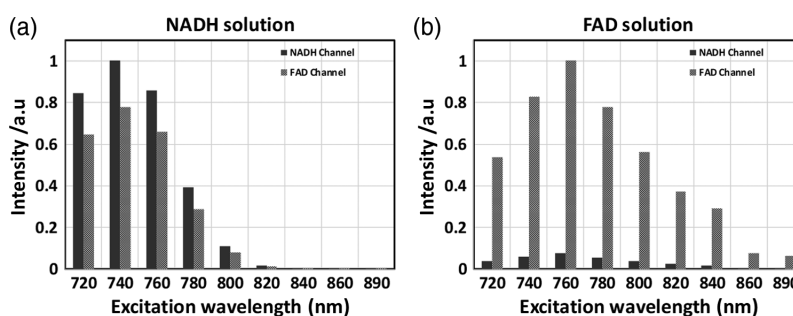 (a)
NADH solution
Intensity /a.u
1
0.8
0.6
0.4
0.2
0
NADH Channel
FAD Channel
720 740 760 780 800 820 840 860 890
Excitation wavelength (nm)
(b)
FAD solution
Intensity /a.u
1
0.8
0.6
0.4
0.2
0
NADH Channel
FAD Channel
720 740 760 780 800 820 840 860 890
Excitation wavelength (nm)